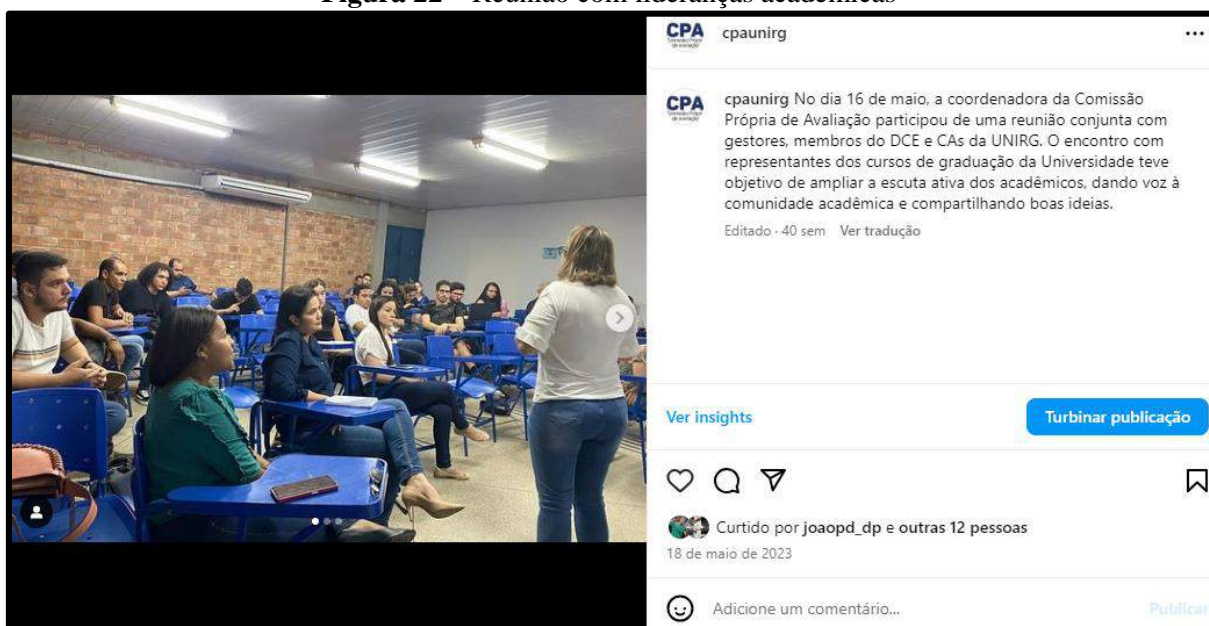 Figura 22 – Reunião com lideranças acadêmicas
CPA
cpaunirg
CPA
cpaunirg No dia 16 de maio, a coordenadora da Comissão
Própria de Avaliação participou de uma reunião conjunta com
gestores, membros do DCE e CAs da UNIRG. O encontro com
representantes dos cursos de graduação da Universidade teve
objetivo de ampliar a escuta ativa dos acadêmicos, dando voz à
comunidade acadêmica e compartilhando boas ideias.
Editado · 40 sem Ver tradução
Ver insights
Turbinar publicação
Curtido por joaopd_dp e outras 12 pessoas
18 de maio de 2023
Adicione um comentário...
Publicar